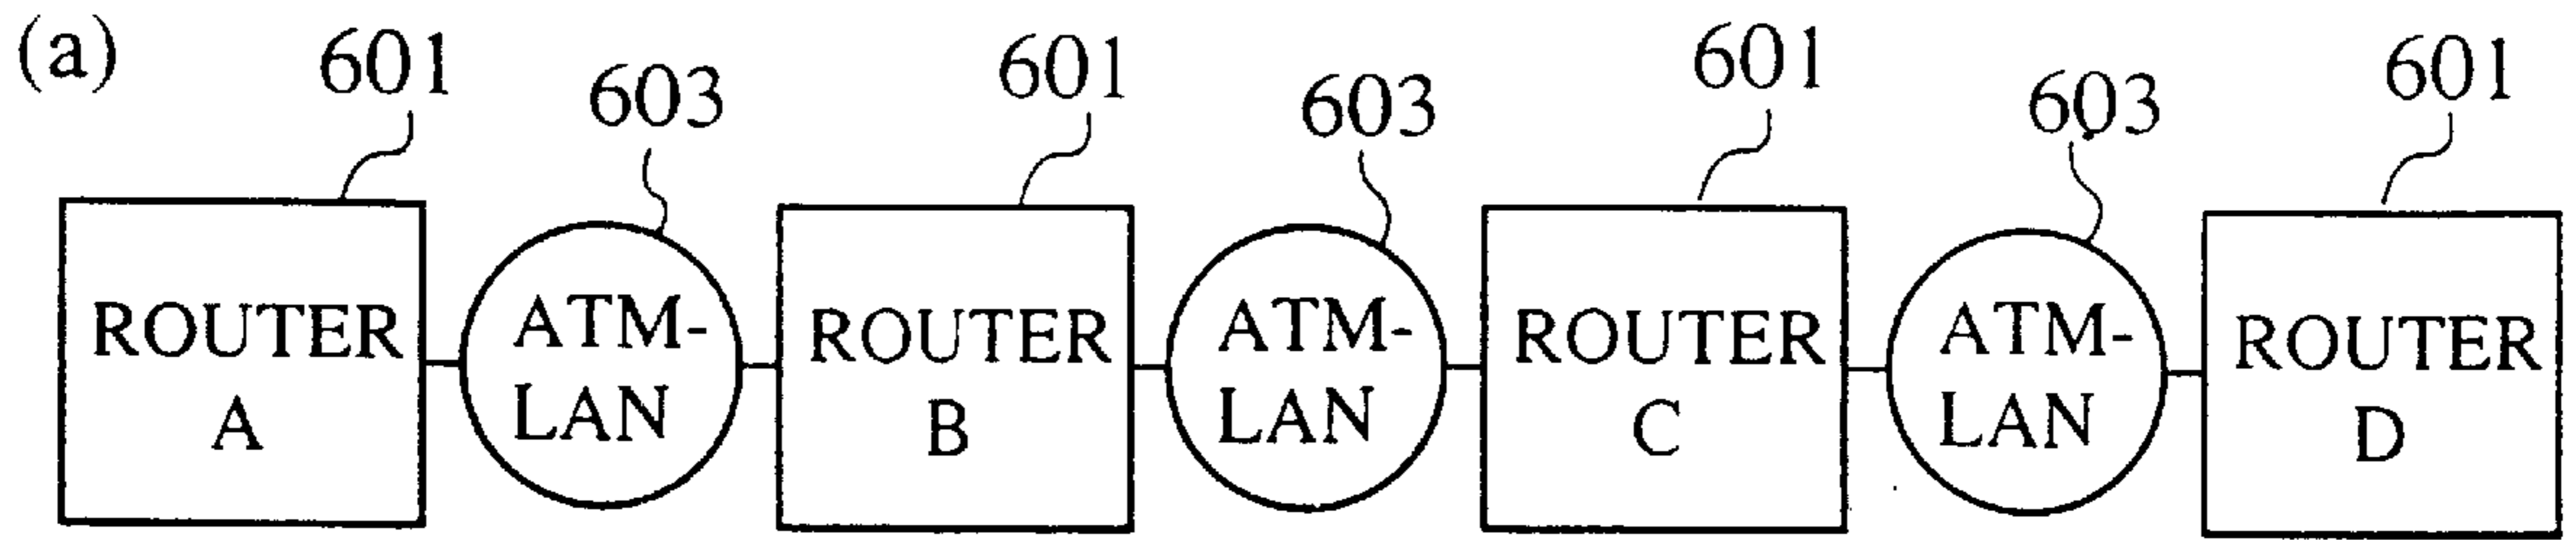 (a)
601
603
601
603
601
603
601
ROUTER
A
ATM-
LAN
ROUTER
B
ATM-
LAN
ROUTER
C
ATM-
LAN
ROUTER
D